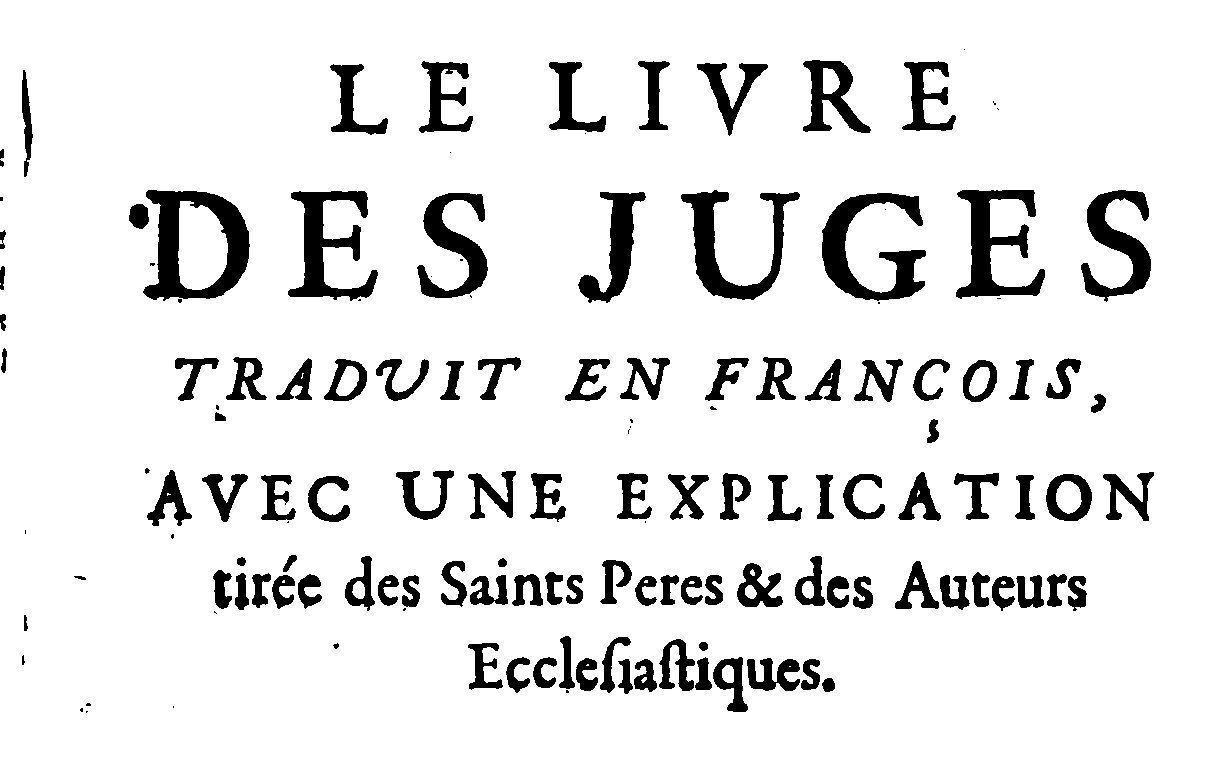 LE LIVRE
DES JUGES
TRADUIT EN FRANÇOIS,
AVEC UNE EXPLICATION
tirée des Saints Peres & des Auteurs
Eccleſiaſtiques.